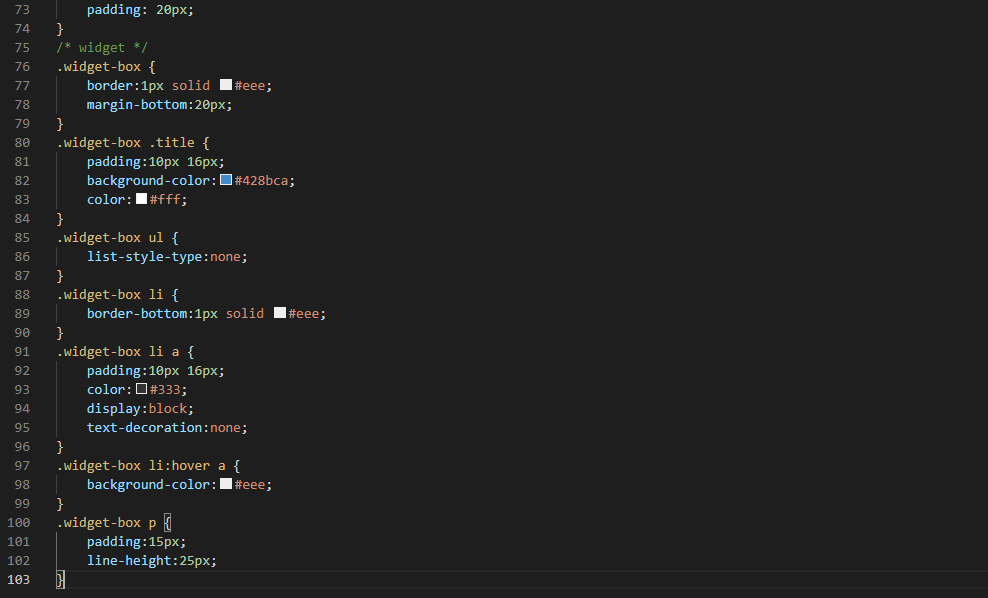 73 padding: 20px;
74 }
75 /* widget */
76 .widget-box {
77 border:1px solid #eee;
78 margin-bottom:20px;
79 }
80 .widget-box .title {
81 padding:10px 16px;
82 background-color:#428bca;
83 color:#fff;
84 }
85 .widget-box ul {
86 list-style-type:none;
87 }
88 .widget-box li {
89 border-bottom:1px solid #eee;
90 }
91 .widget-box li a {
92 padding:10px 16px;
93 color:#333;
94 display:block;
95 text-decoration:none;
96 }
97 .widget-box li:hover a {
98 background-color:#eee;
99 }
100 .widget-box p {
101 padding:15px;
102 line-height:25px;
103 }